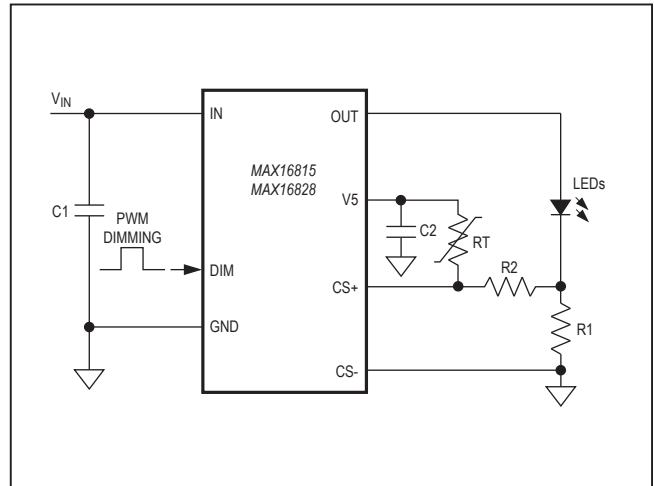 VIN
IN
OUT
MAX16815
MAX16828
LEDs
V5
C1
PWM
DIMMING
C2
RT
R2
DIM
CS+
R1
GND
CS-